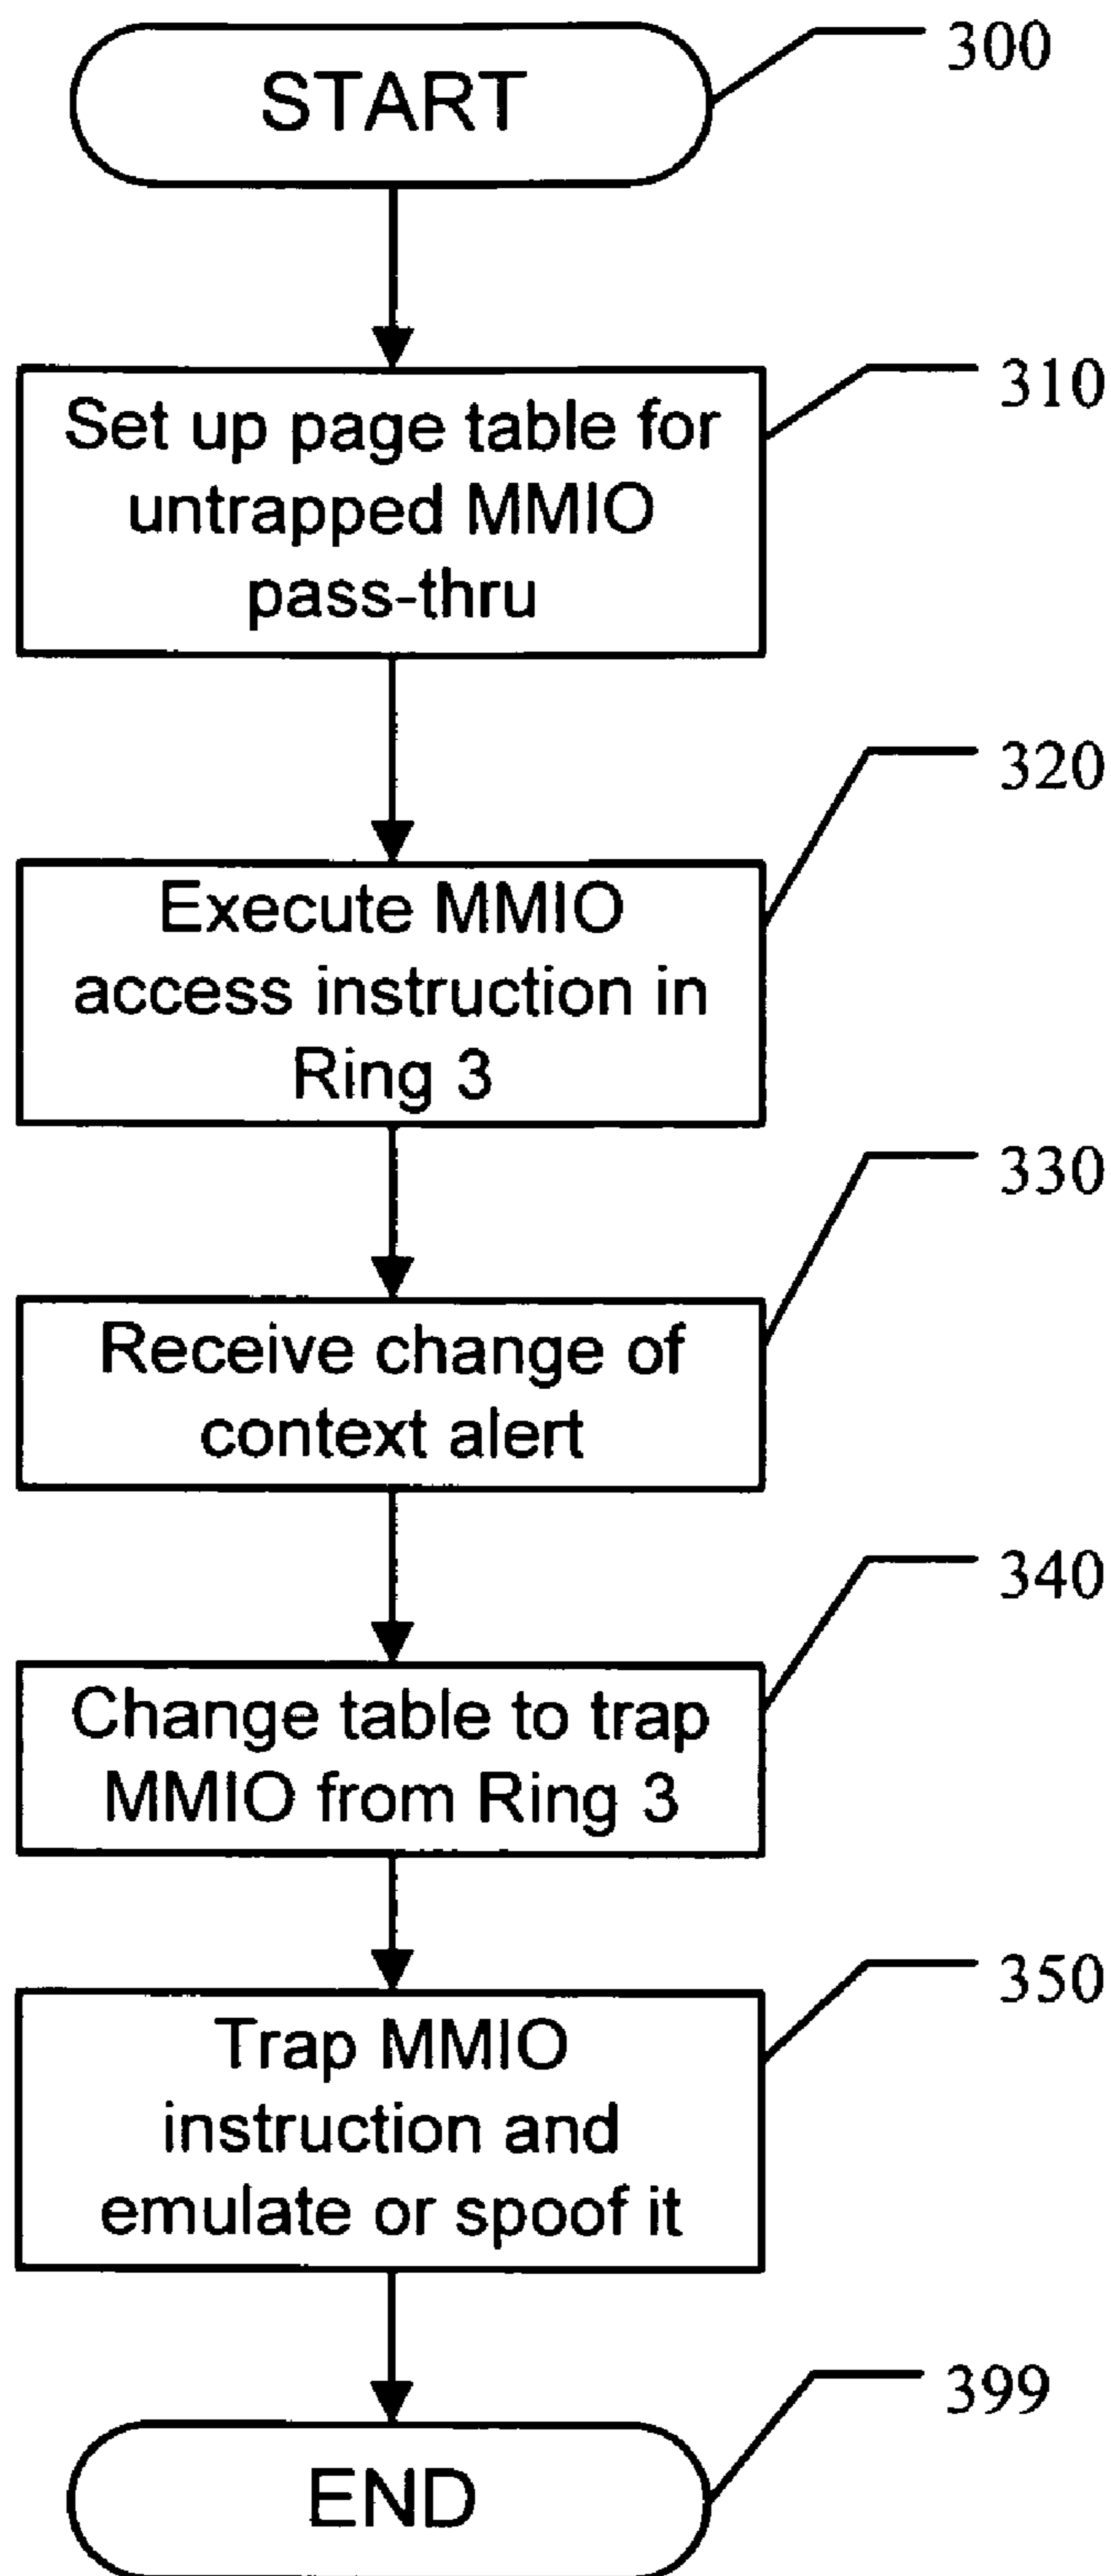 START
300
Set up page table for
untrapped MMIO
pass-thru
310
Execute MMIO
access instruction in
Ring 3
320
Receive change of
context alert
330
Change table to trap
MMIO from Ring 3
340
Trap MMIO
instruction and
emulate or spoof it
350
END
399